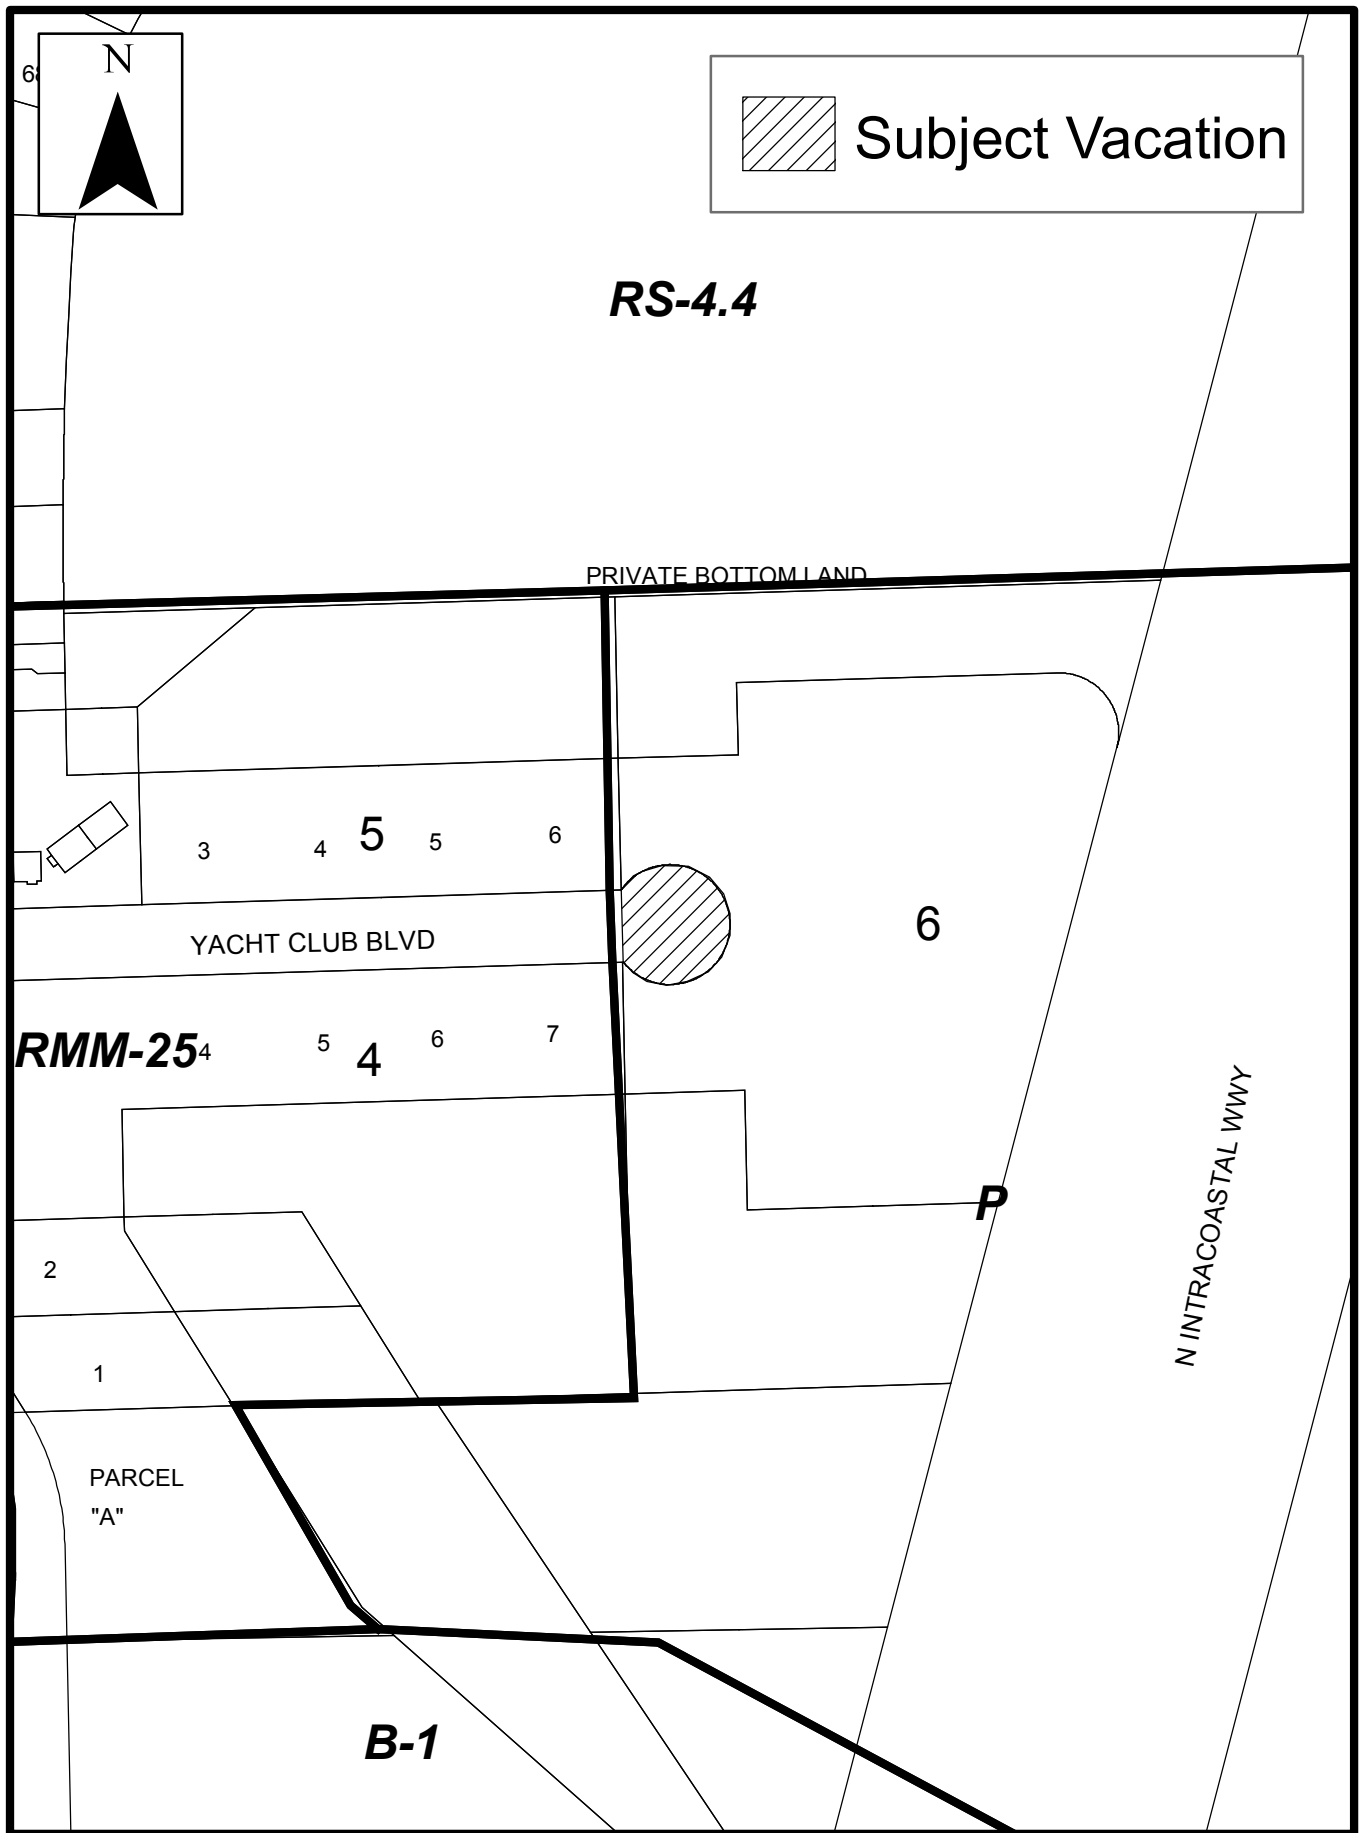 N
Subject Vacation
RS-4.4
PRIVATE BOTTOM LAND
3
4
5
5
6
6
YACHT CLUB BLVD
RMM-25
4
5
4
6
7
N INTRACOASTAL WWY
P
2
1
PARCEL
"A"
B-1